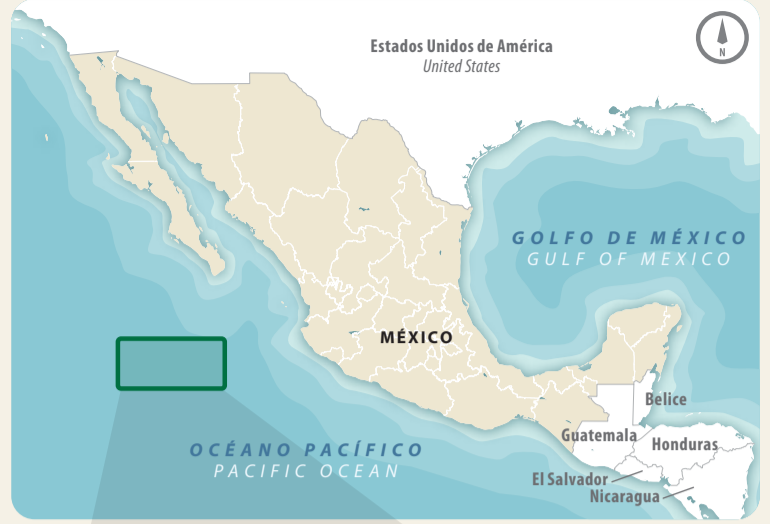 Estados Unidos de América
United States
N
GOLFO DE MÉXICO
GULF OF MEXICO
MÉXICO
Belice
Guatemala
Honduras
OCÉANO PACÍFICO
PACIFIC OCEAN
El Salvador
Nicaragua